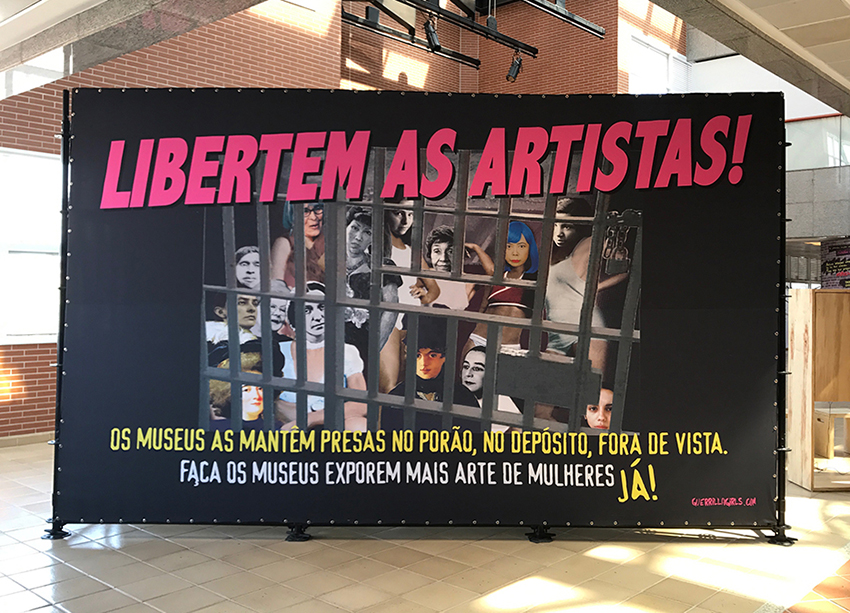 LIBERTEM AS ARTISTAS!
OS MUSEUS AS MANTÊM PRESAS NO PORÃO, NO DEPÓSITO, FORA DE VISTA.
FAÇA OS MUSEUS EXPOREM MAIS ARTE DE MULHERES JÁ!
GUERRILLAGIRLS.COM